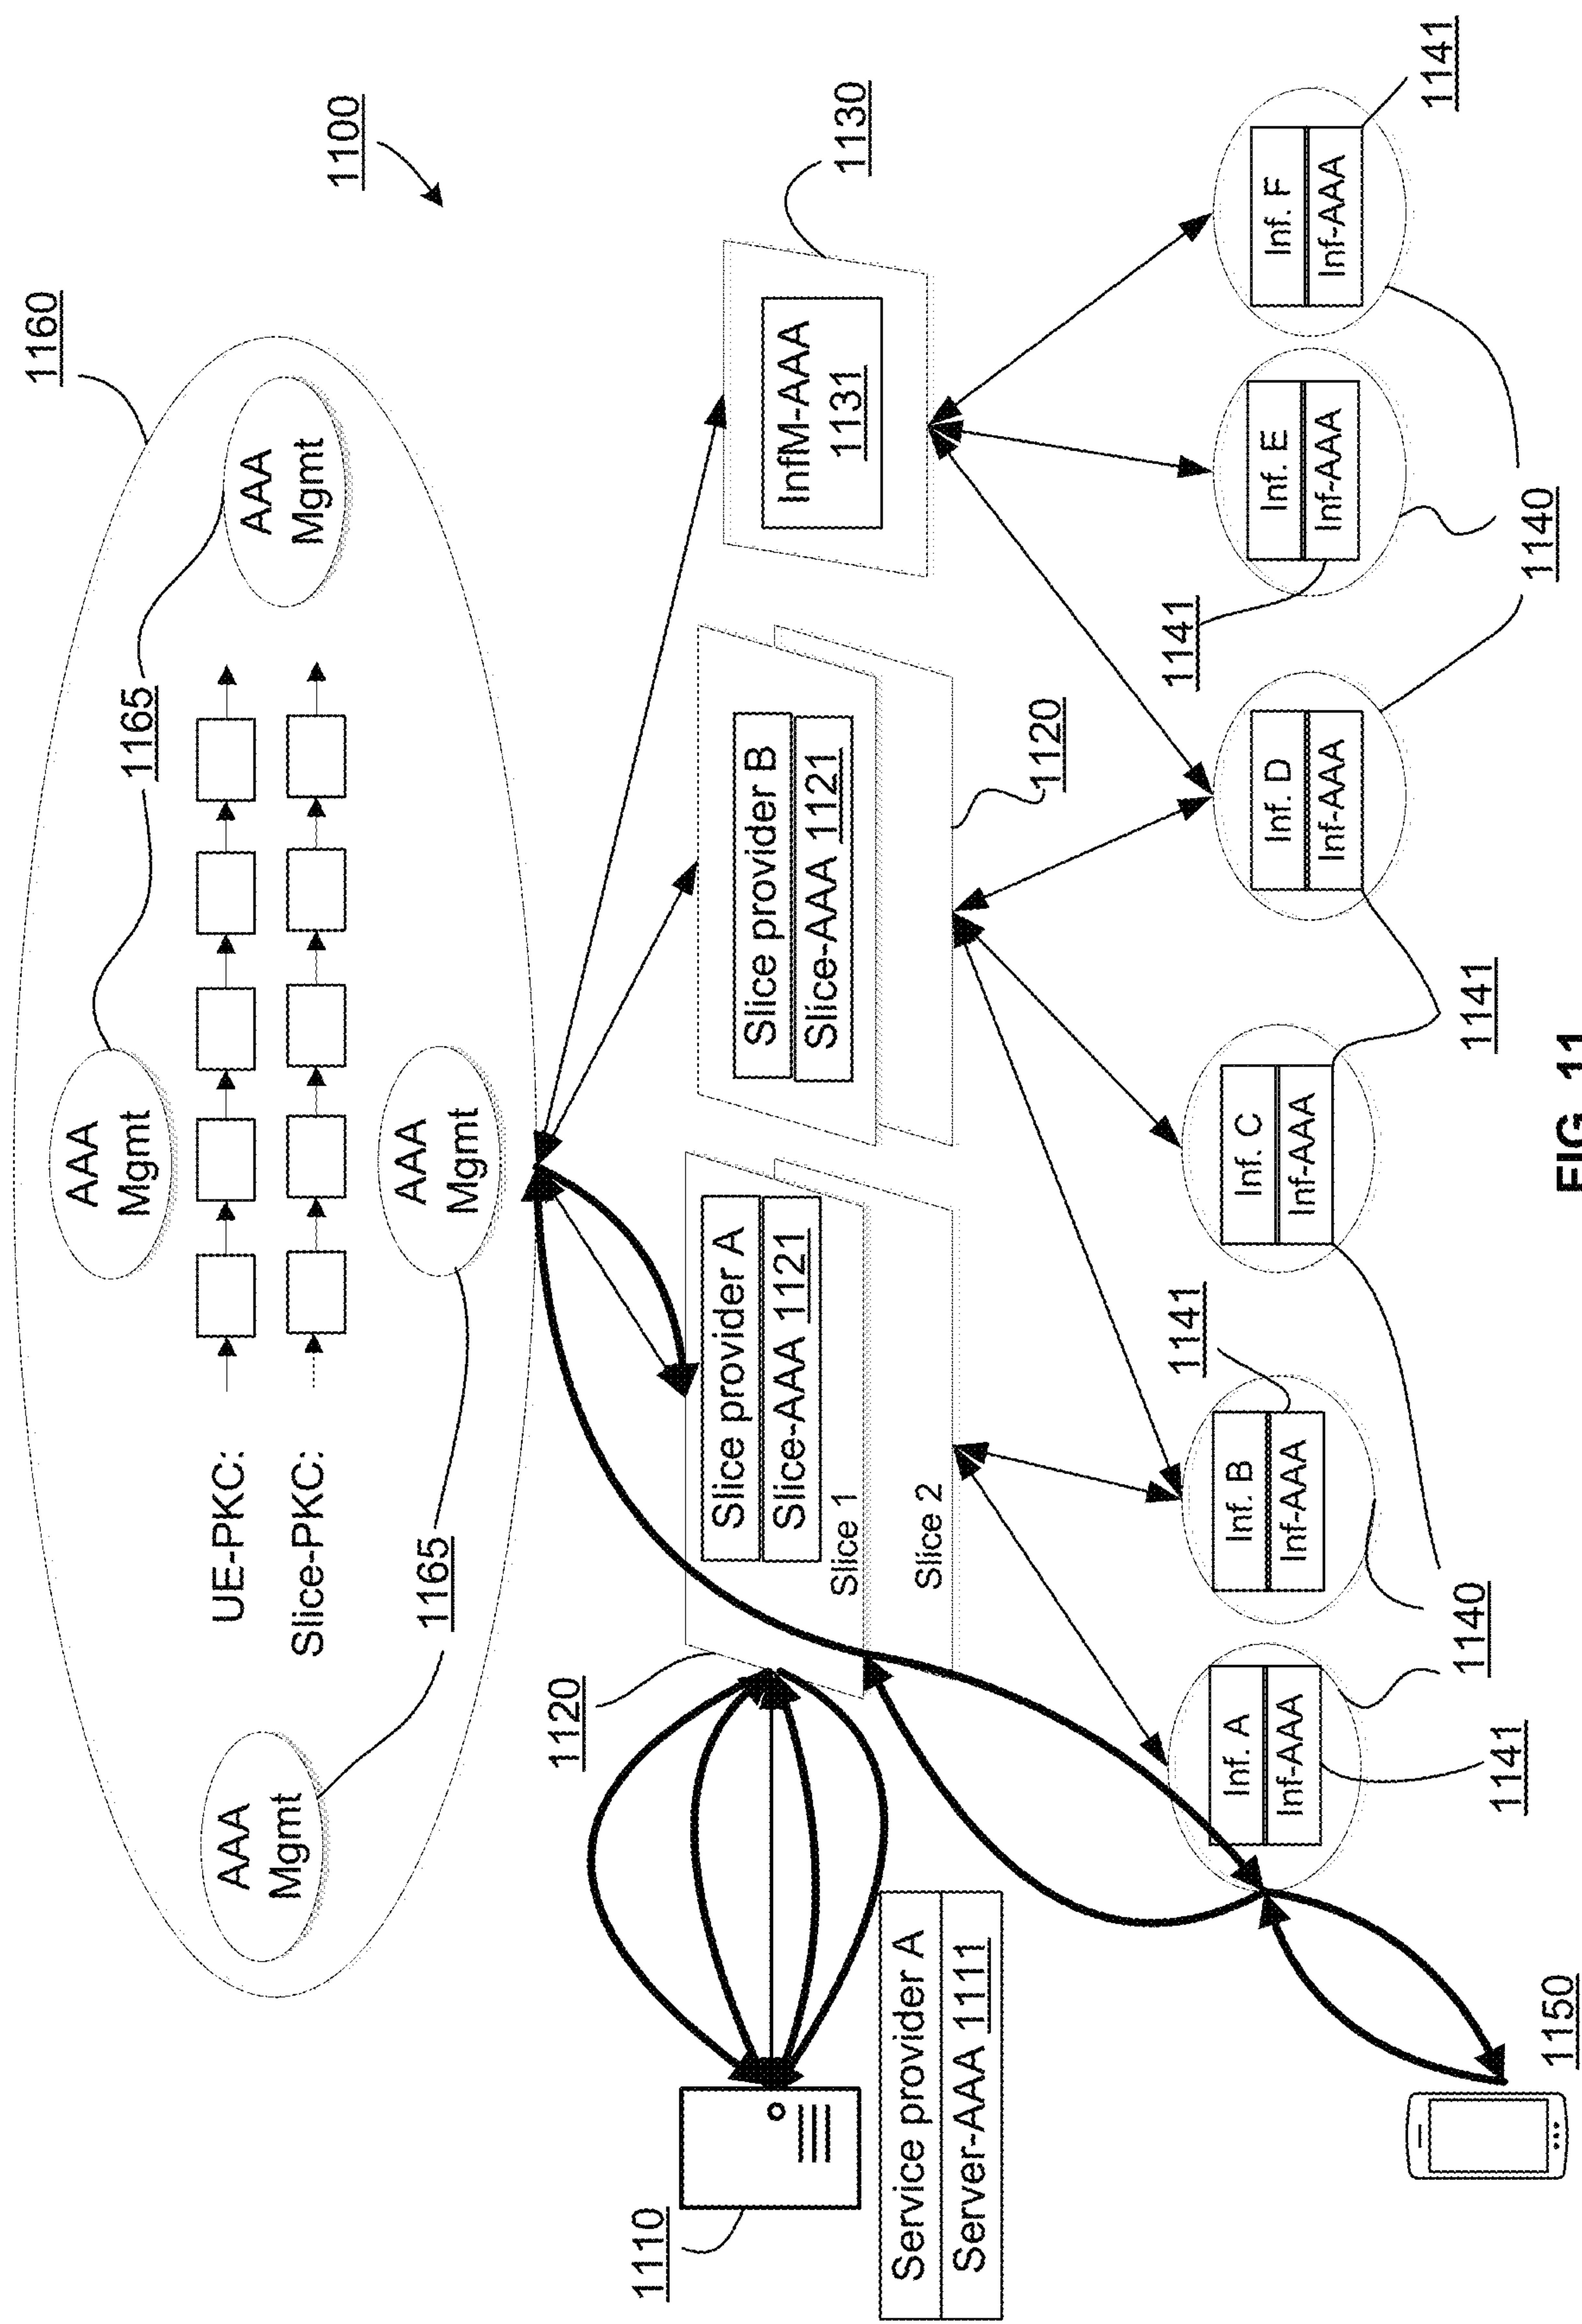 1160
AAA
Mgmt
1165
AAA
Mgmt
AAA
Mgmt
UE-PKC:
Slice-PKC:
1100
AAA
Mgmt
1165
1120
1110
Slice provider A
Slice-AAA 1121
Slice 1
Slice 2
Slice provider B
Slice-AAA 1121
InfM-AAA
1131
1130
Service provider A
Server-AAA 1111
1120
1141
1141
Inf. A
Inf-AAA
Inf. B
Inf-AAA
Inf. C
Inf-AAA
Inf. D
Inf-AAA
Inf. E
Inf-AAA
Inf. F
Inf-AAA
1141
1140
1141
1141
1140
1150
FIG. 11